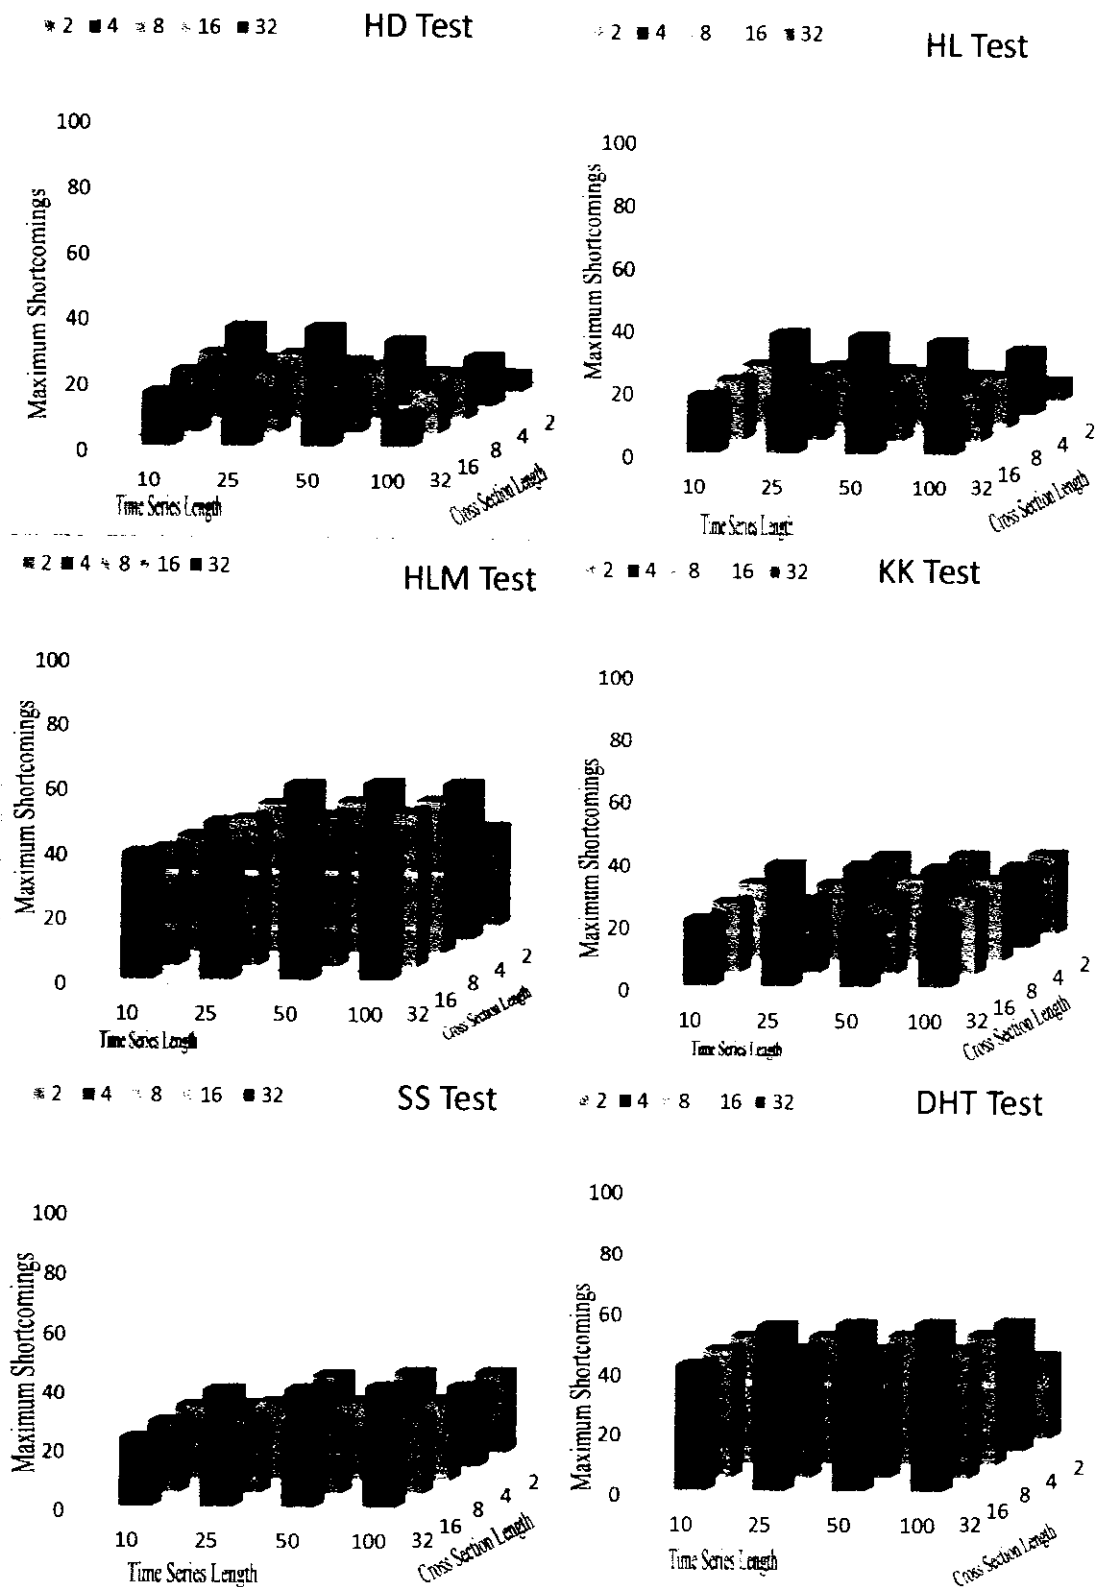 2 4 8 16 32 HD Test
100
80
60
40
20
0
Maximum Shortcomings
10 25 50 100 32 16 8 4 2
Time Series Length
Cross Section Length
2 4 8 16 32 HL Test
100
80
60
40
20
0
Maximum Shortcomings
10 25 50 100 32 16 8 4 2
Time Series Length
Cross Section Length
2 4 8 16 32 HLM Test
100
80
60
40
20
0
Maximum Shortcomings
10 25 50 100 32 16 8 4 2
Time Series Length
Cross Section Length
2 4 8 16 32 KK Test
100
80
60
40
20
0
Maximum Shortcomings
10 25 50 100 32 16 8 4 2
Time Series Length
Cross Section Length
2 4 8 16 32 SS Test
100
80
60
40
20
0
Maximum Shortcomings
10 25 50 100 32 16 8 4 2
Time Series Length
Cross Section Length
2 4 8 16 32 DHT Test
100
80
60
40
20
0
Maximum Shortcomings
10 25 50 100 32 16 8 4 2
Time Series Length
Cross Section Length